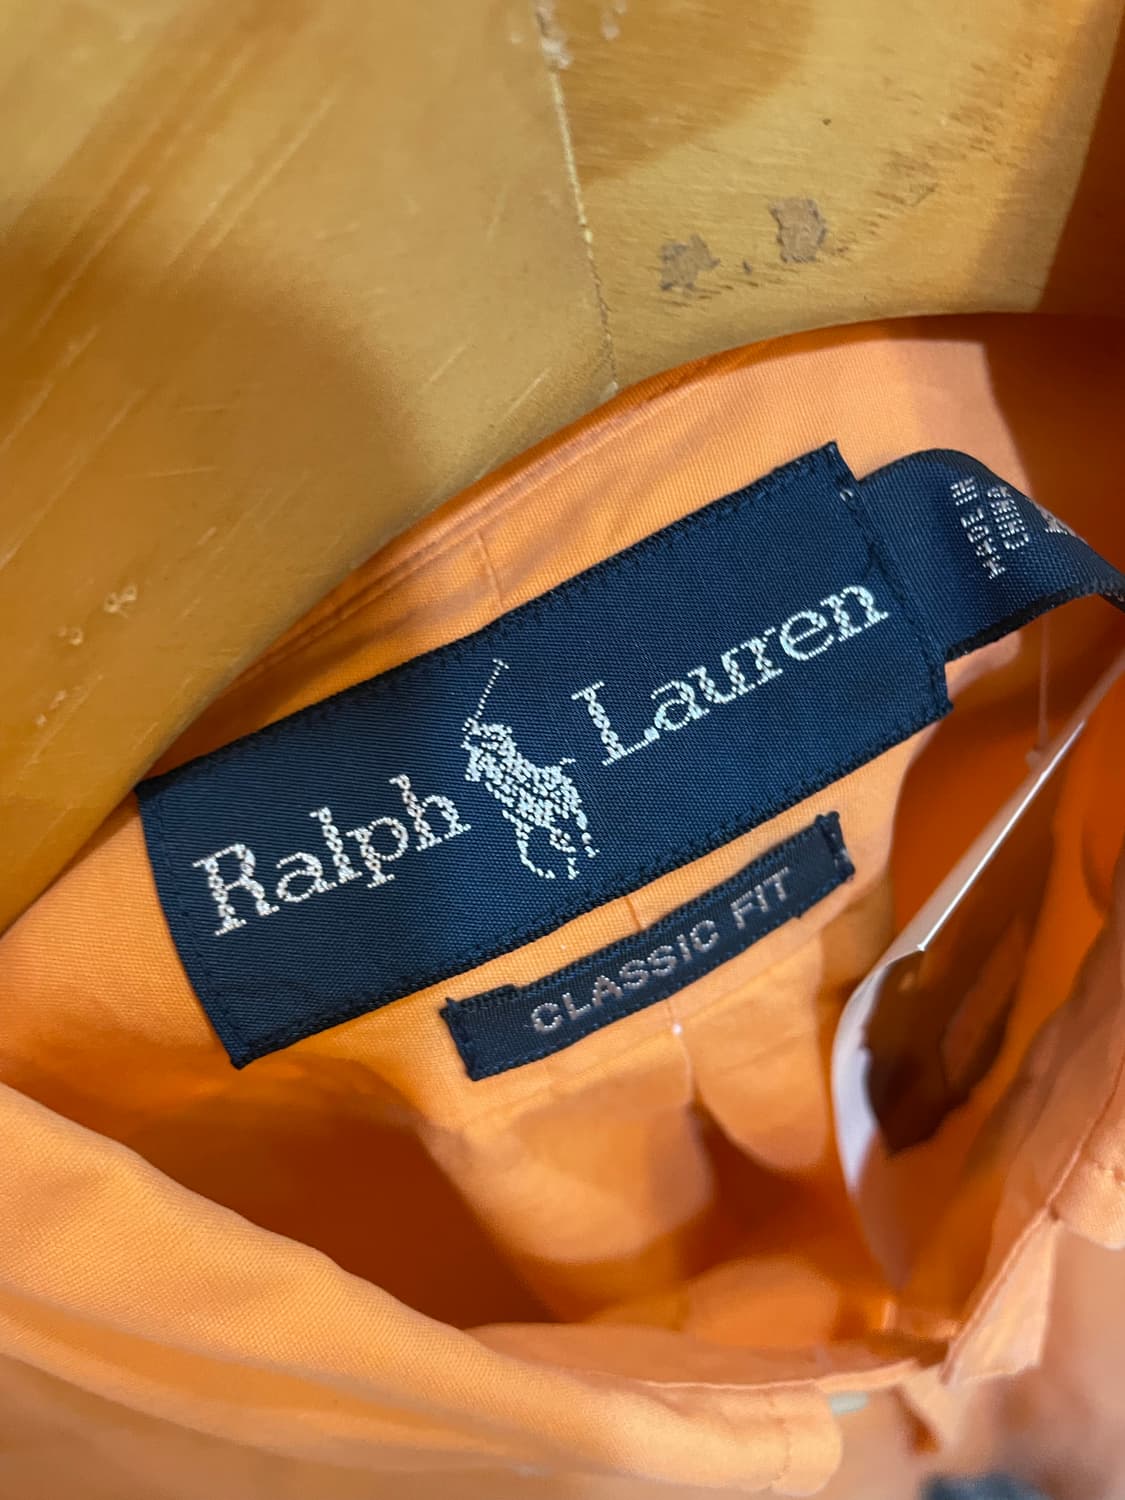 Ralph Lauren
CLASSIC FIT
MADE IN
CHINA